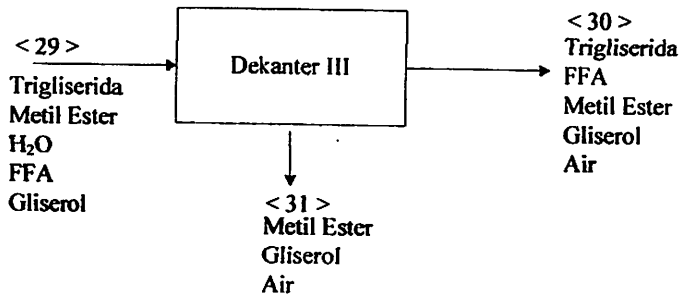 < 29 >
Trigliserida
Metil Ester
H₂O
FFA
Gliserol
Dekanter III
< 30 >
Trigliserida
FFA
Metil Ester
Gliserol
Air
< 31 >
Metil Ester
Gliserol
Air